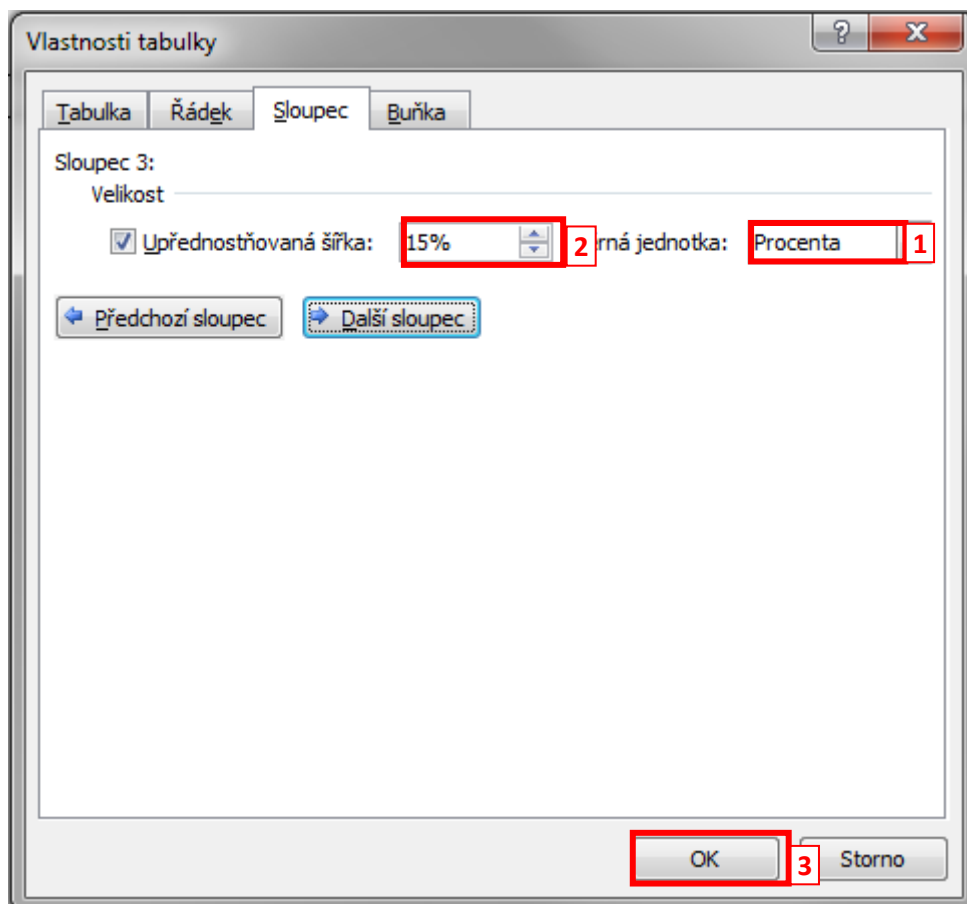 Vlastnosti tabulky
Tabulka Řádek Sloupec Buňka
Sloupec 3:
Velikost
Upřednostňovaná šířka: 15% 2 erná jednotka: Procenta 1
Předchozí sloupec Další sloupec
OK 3 Storno